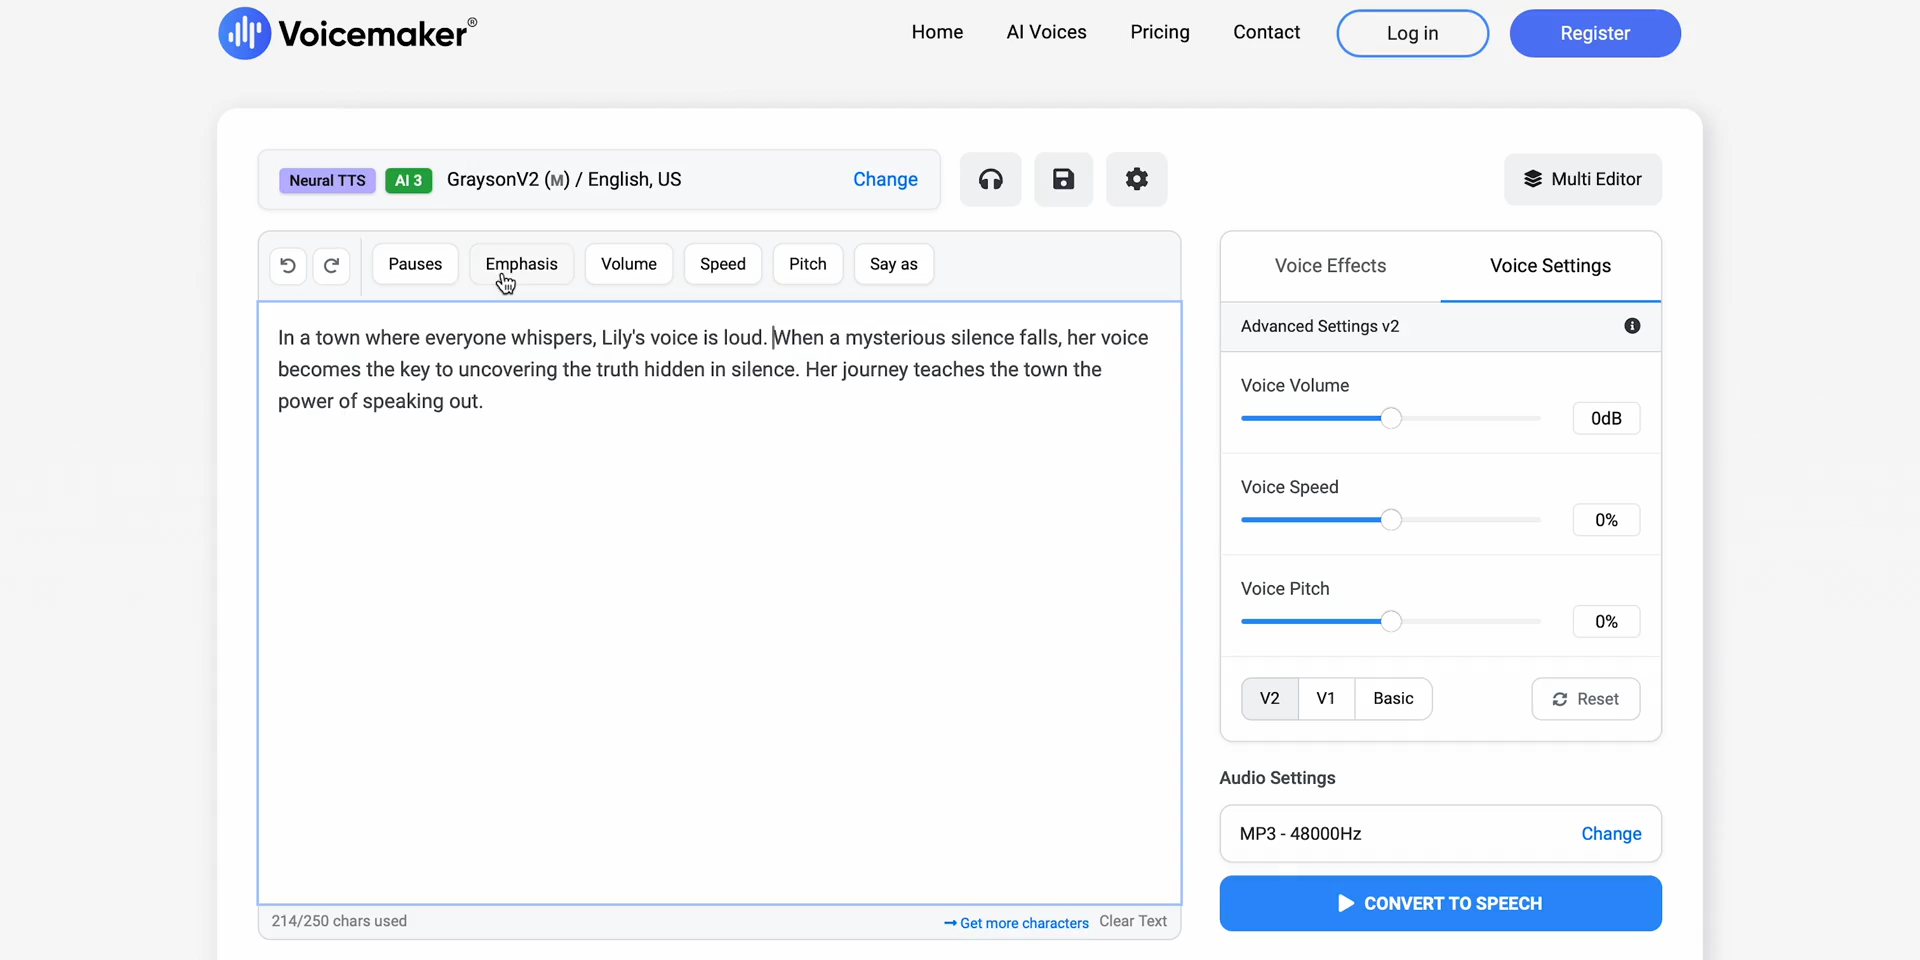 Voicemaker®
Home
AI Voices
Pricing
Contact
Log in
Register
Neural TTS
AI 3
GraysonV2 (M) / English, US
Change
Multi Editor
Pauses
Emphasis
Volume
Speed
Pitch
Say as
In a town where everyone whispers, Lily's voice is loud. When a mysterious silence falls, her voice
becomes the key to uncovering the truth hidden in silence. Her journey teaches the town the
power of speaking out.
214/250 chars used
Get more characters
Clear Text
Voice Effects
Voice Settings
Advanced Settings v2
Voice Volume
0dB
Voice Speed
0%
Voice Pitch
0%
V2
V1
Basic
Reset
Audio Settings
MP3 - 48000Hz
Change
CONVERT TO SPEECH